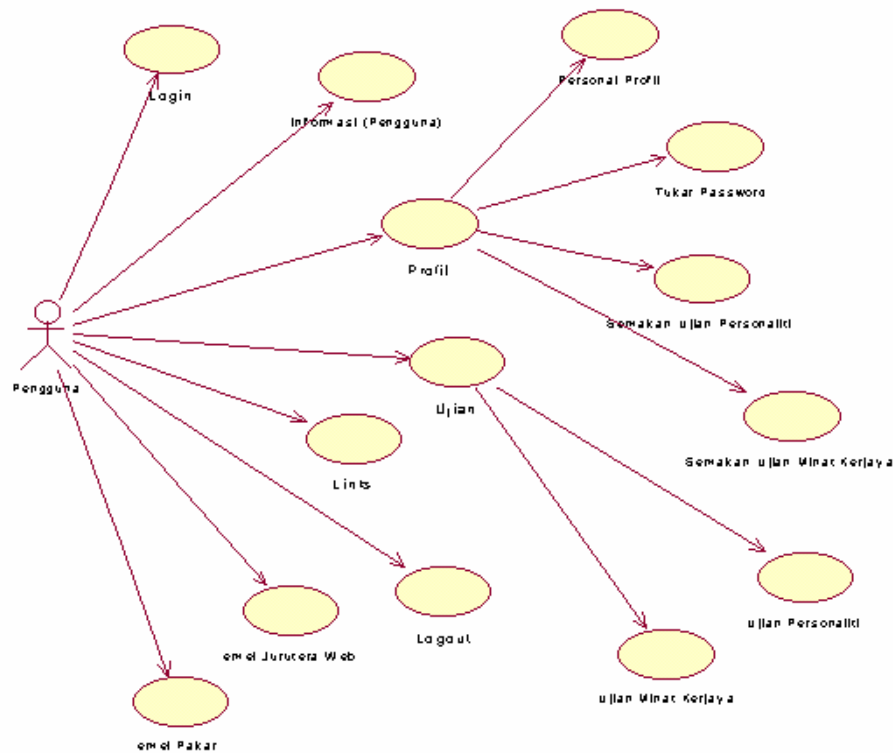 Login
Informasi (Pengguna)
Personal Profil
Tukar Password
Profil
Semakan Ujian Personaliti
Pengguna
Ujian
Semakan Ujian Minat Kerjaya
Links
Ujian Personaliti
Logout
emel Jurutera Web
Ujian Minat Kerjaya
emel Pakar